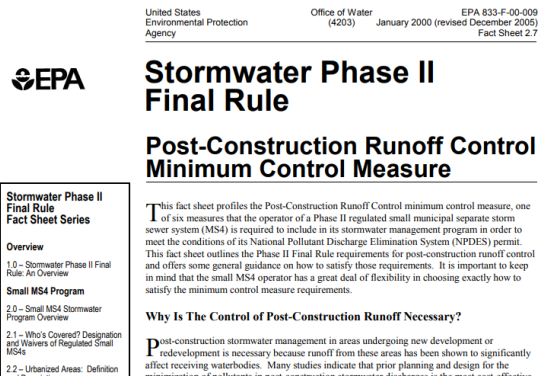 United States
Environmental Protection
Agency
Office of Water
(4203)
EPA 833-F-00-009
January 2000 (revised December 2005)
Fact Sheet 2.7
EPA
Stormwater Phase II
Final Rule
Post-Construction Runoff Control
Minimum Control Measure
Stormwater Phase II
Final Rule
Fact Sheet Series
Overview
1.0 – Stormwater Phase II Final
Rule: An Overview
Small MS4 Program
2.0 – Small MS4 Stormwater
Program Overview
2.1 – Who's Covered? Designation
and Waivers of Regulated Small
MS4s
2.2 – Urbanized Areas: Definition
This fact sheet profiles the Post-Construction Runoff Control minimum control measure, one
of six measures that the operator of a Phase II regulated small municipal separate storm
sewer system (MS4) is required to include in its stormwater management program in order to
meet the conditions of its National Pollutant Discharge Elimination System (NPDES) permit.
This fact sheet outlines the Phase II Final Rule requirements for post-construction runoff control
and offers some general guidance on how to satisfy those requirements. It is important to keep
in mind that the small MS4 operator has a great deal of flexibility in choosing exactly how to
satisfy the minimum control measure requirements.
Why Is The Control of Post-Construction Runoff Necessary?
Post-construction stormwater management in areas undergoing new development or
redevelopment is necessary because runoff from these areas has been shown to significantly
affect receiving waterbodies. Many studies indicate that prior planning and design for the